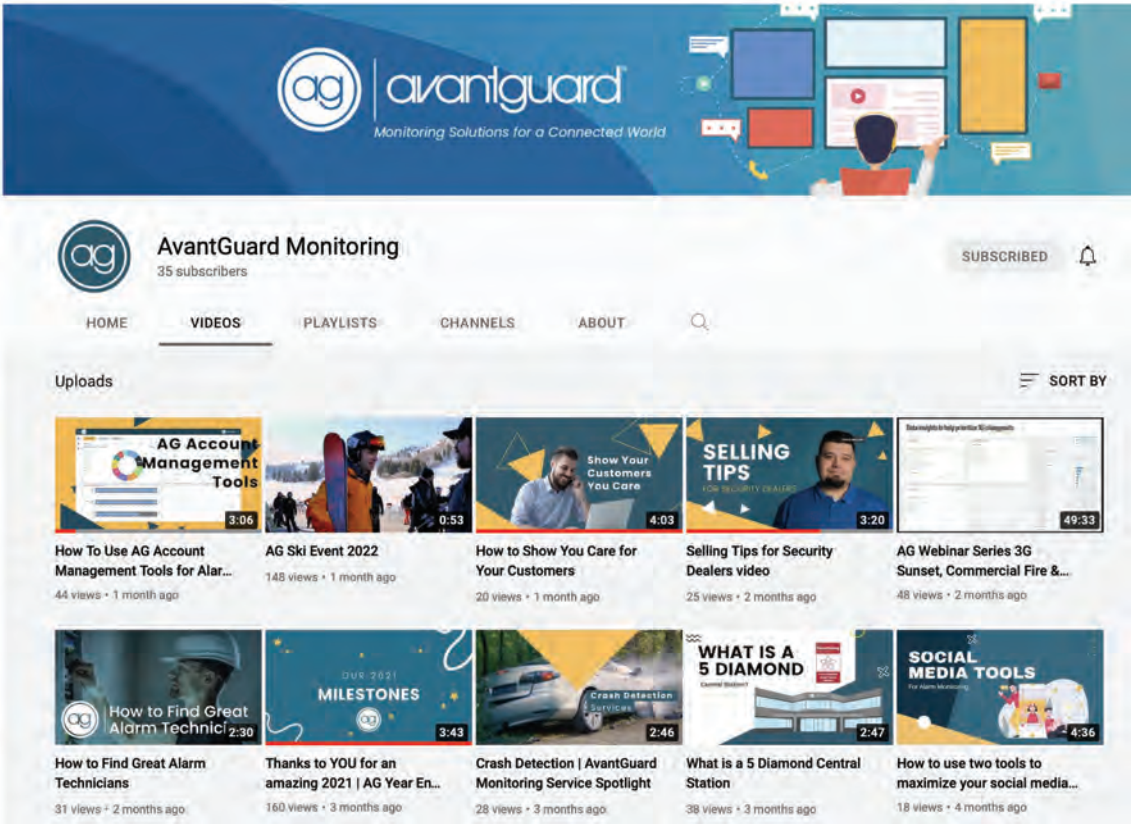 ag
avantguard
Monitoring Solutions for a Connected World
ag
AvantGuard Monitoring
35 subscribers
SUBSCRIBED
HOME
VIDEOS
PLAYLISTS
CHANNELS
ABOUT
Uploads
SORT BY
AG Account
Management
Tools
3:06
0:53
Show Your
Customers
You Care
4:03
SELLING
TIPS
FOR SECURITY DEALERS
3:20
Data insights to help prioritize 3G
49:33
How To Use AG Account
Management Tools for Alar...
44 views • 1 month ago
AG Ski Event 2022
148 views • 1 month ago
How to Show You Care for
Your Customers
20 views • 1 month ago
Selling Tips for Security
Dealers video
25 views • 2 months ago
AG Webinar Series 3G
Sunset, Commercial Fire &...
48 views • 2 months ago
ag
How to Find Great
Alarm Technici
2:30
OUR 2021
MILESTONES
ag
3:43
Crash Detection
Services
2:46
WHAT IS A
5 DIAMOND
Central Station?
2:47
SOCIAL
MEDIA TOOLS
For Alarm Monitoring
4:36
How to Find Great Alarm
Technicians
31 views • 2 months ago
Thanks to YOU for an
amazing 2021 | AG Year En...
160 views • 3 months ago
Crash Detection | AvantGuard
Monitoring Service Spotlight
28 views • 3 months ago
What is a 5 Diamond Central
Station
38 views • 3 months ago
How to use two tools to
maximize your social media...
18 views • 4 months ago